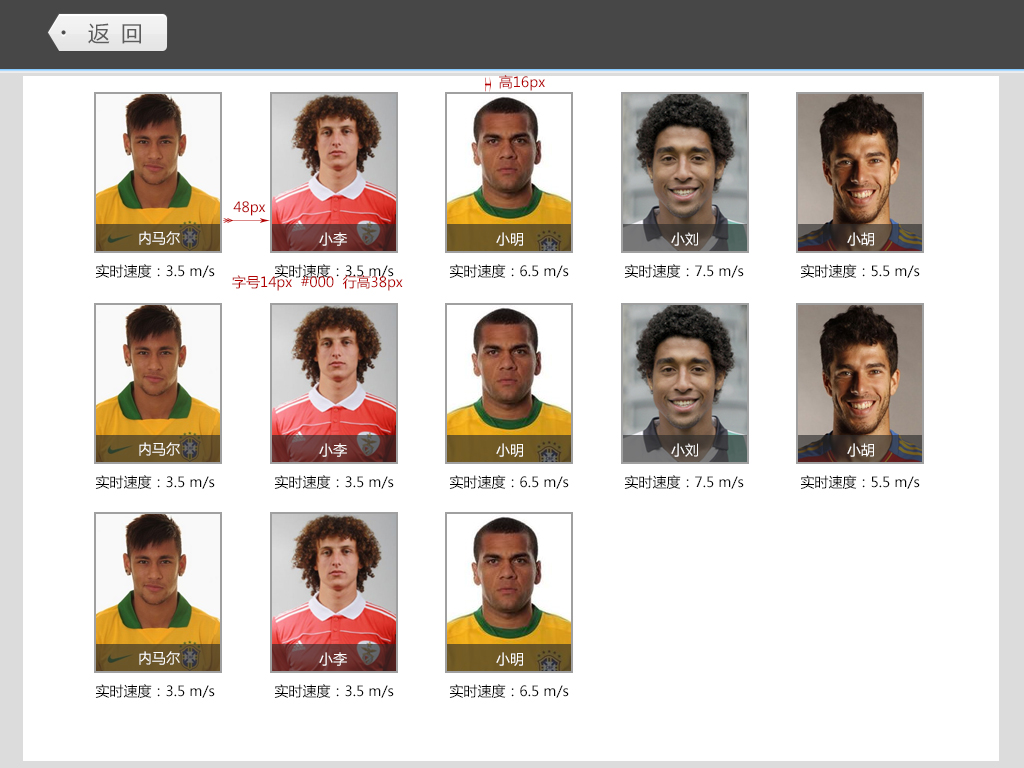 返 回
高16px
48px
内马尔 小李 小明 小刘 小胡
实时速度：3.5 m/s 实时速度：3.5 m/s 实时速度：6.5 m/s 实时速度：7.5 m/s 实时速度：5.5 m/s
字号14px #000 行高38px
内马尔 小李 小明 小刘 小胡
实时速度：3.5 m/s 实时速度：3.5 m/s 实时速度：6.5 m/s 实时速度：7.5 m/s 实时速度：5.5 m/s
内马尔 小李 小明
实时速度：3.5 m/s 实时速度：3.5 m/s 实时速度：6.5 m/s